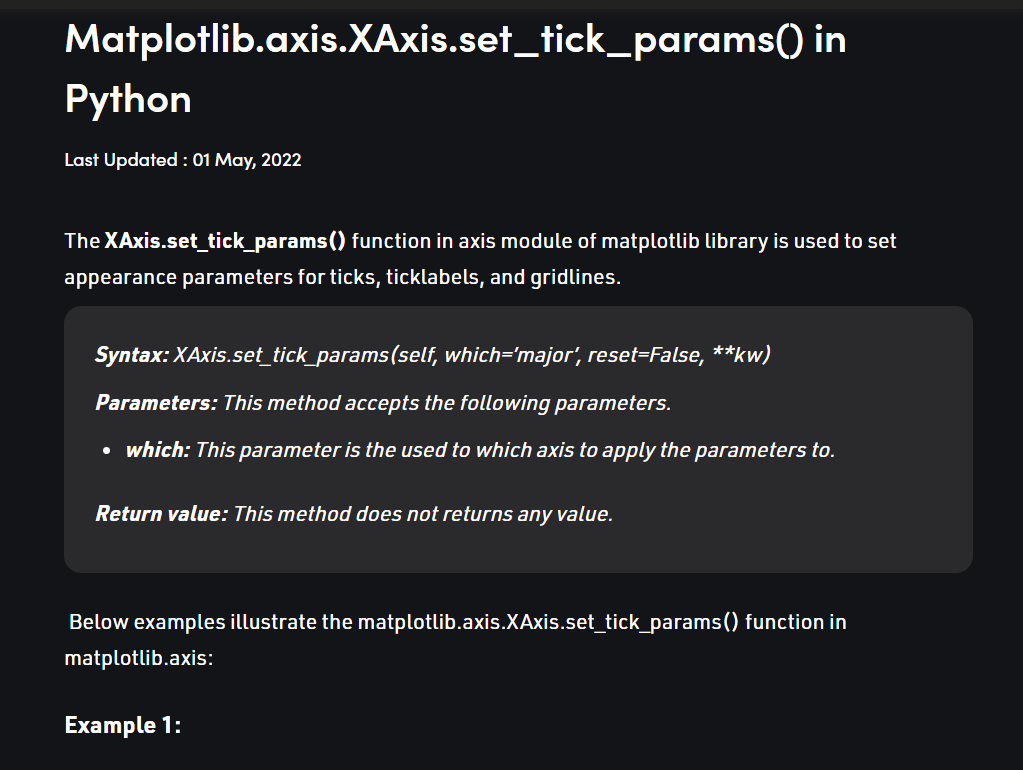 Matplotlib.axis.XAxis.set_tick_params() in
Python
Last Updated : 01 May, 2022
The XAxis.set_tick_params() function in axis module of matplotlib library is used to set
appearance parameters for ticks, ticklabels, and gridlines.
Syntax: XAxis.set_tick_params(self, which=’major’, reset=False, **kw)
Parameters: This method accepts the following parameters.
• which: This parameter is the used to which axis to apply the parameters to.
Return value: This method does not returns any value.
Below examples illustrate the matplotlib.axis.XAxis.set_tick_params() function in
matplotlib.axis:
Example 1: